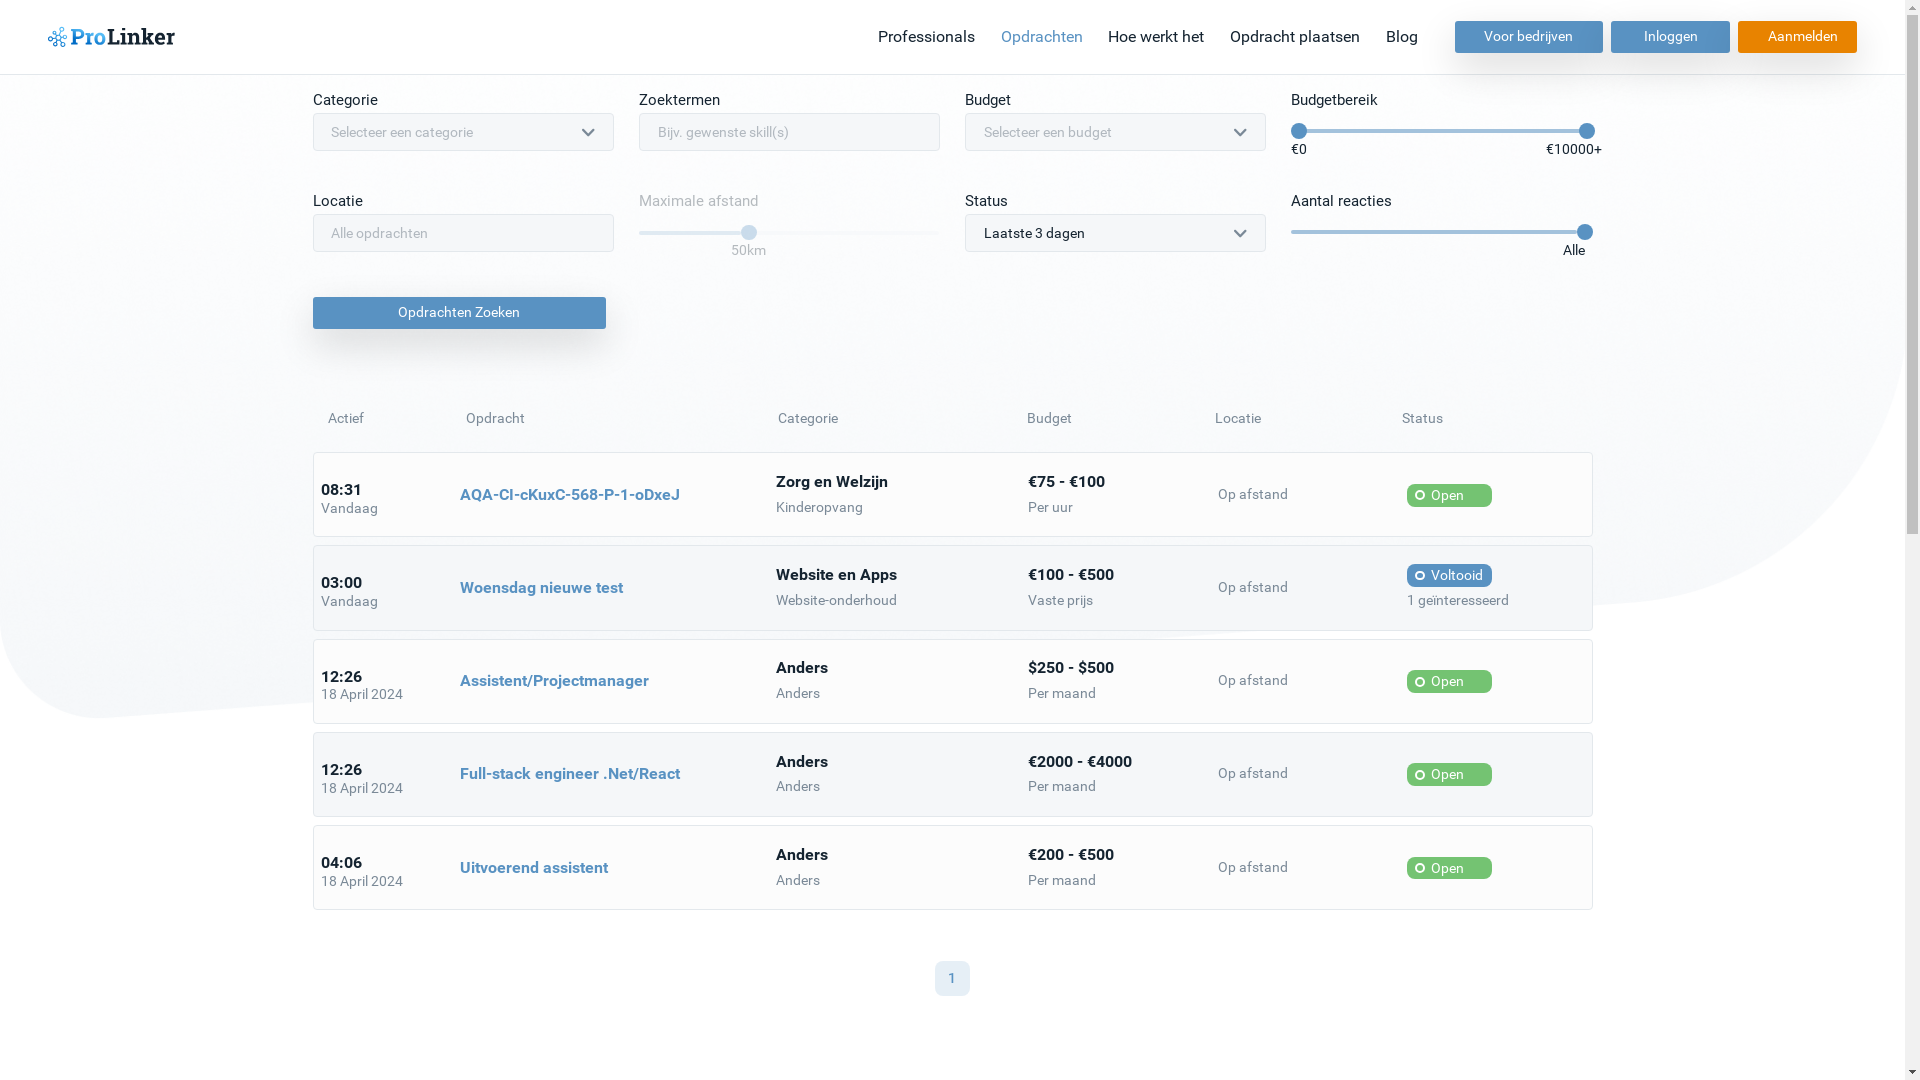 ProLinker
Professionals Opdrachten Hoe werkt het Opdracht plaatsen Blog Voor bedrijven Inloggen Aanmelden
Categorie Zoektermen Budget Budgetbereik
Selecteer een categorie Bijv. gewenste skill(s) Selecteer een budget
€0 €10000+
Locatie Maximale afstand Status Aantal reacties
Alle opdrachten Laatste 3 dagen
50km Alle
Opdrachten Zoeken
Actief Opdracht Categorie Budget Locatie Status
08:31 AQA-CI-cKuxC-568-P-1-oDxeJ Zorg en Welzijn €75 - €100 Op afstand Open
Vandaag Kinderopvang Per uur
03:00 Woensdag nieuwe test Website en Apps €100 - €500 Op afstand Voltooid
Vandaag Website-onderhoud Vaste prijs 1 geïnteresseerd
12:26 Assistent/Projectmanager Anders $250 - $500 Op afstand Open
18 April 2024 Anders Per maand
12:26 Full-stack engineer .Net/React Anders €2000 - €4000 Op afstand Open
18 April 2024 Anders Per maand
04:06 Uitvoerend assistent Anders €200 - €500 Op afstand Open
18 April 2024 Anders Per maand
1